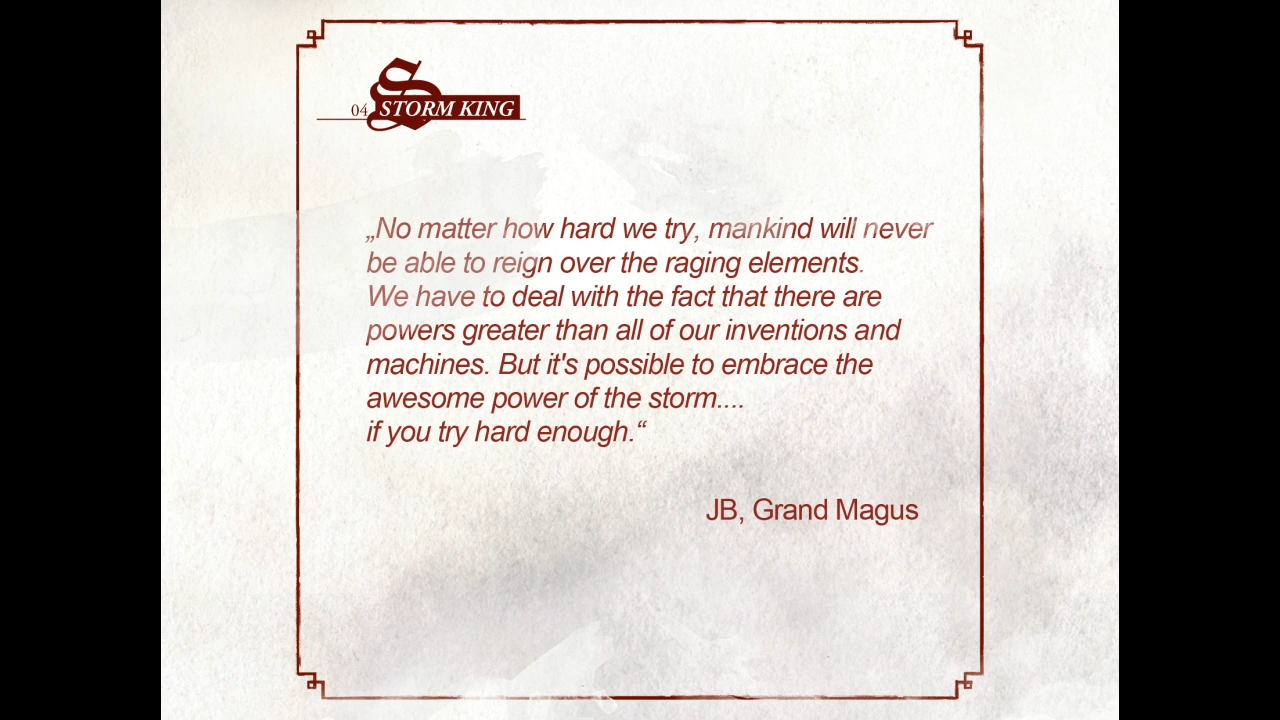 04 STORM KING
„No matter how hard we try, mankind will never
be able to reign over the raging elements.
We have to deal with the fact that there are
powers greater than all of our inventions and
machines. But it's possible to embrace the
awesome power of the storm....
if you try hard enough.“
JB, Grand Magus